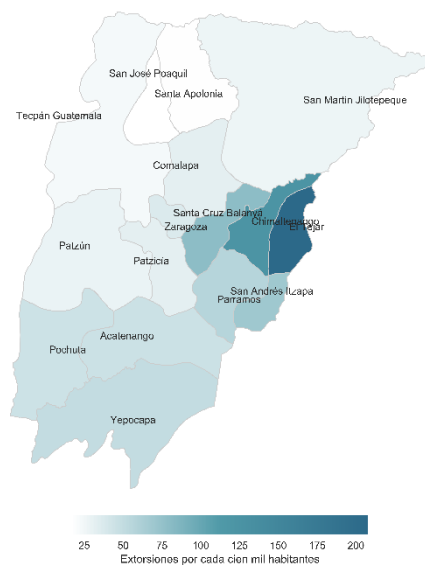 San José Poaquil
Santa Apolonia
San Martin Jilotepeque
Tecpán Guatemala
Comalapa
Santa Cruz Balanyá
Chimaltenango
El Tejar
Zaragoza
Patzún
Patzicía
San Andrés Itzapa
Parramos
Acatenango
Pochuta
Yepocapa
25 50 75 100 125 150 175 200
Extorsiones por cada cien mil habitantes